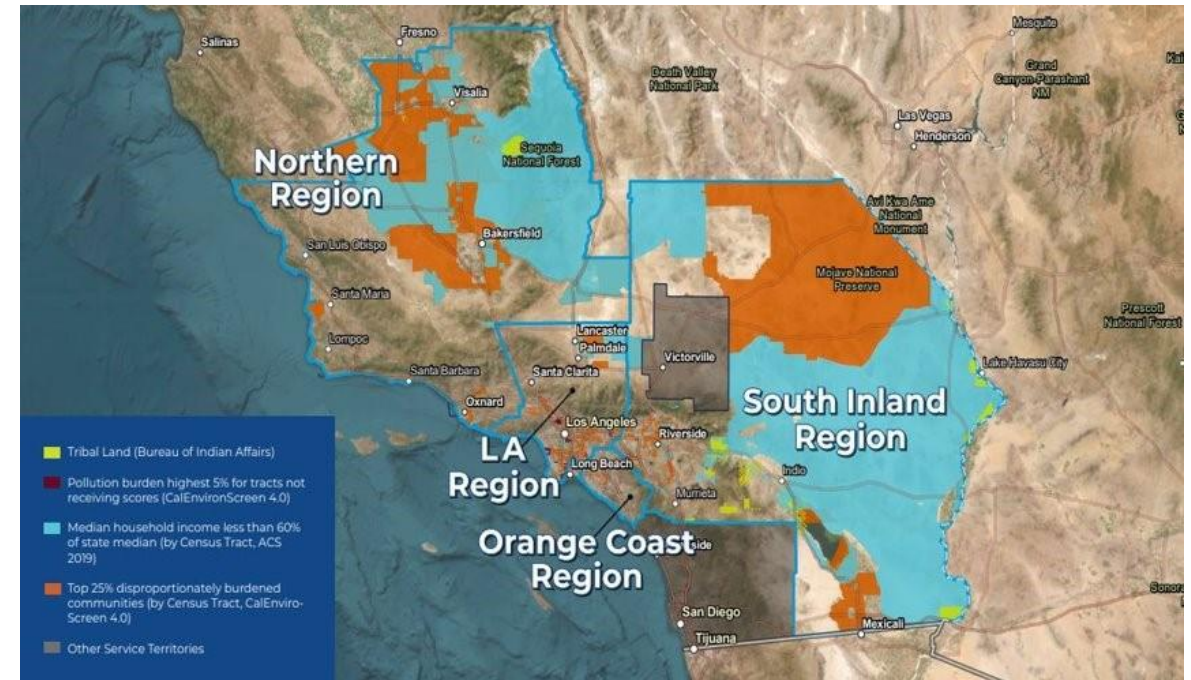 Mesquite
Salinas
Fresno
Death Valley
National Park
Grand
Canyon-Parashant
NM
Visalia
Las Vegas
Henderson
Sequoia
National Forest
Northern
Region
Avi Kwa Ame
National
Monument
Bakersfield
San Luis Obispo
Mojave National
Preserve
Santa Maria
Prescott
National Forest
Lompoc
Lancaster
Palmdale
Victorville
Lake Havasu City
Santa Barbara
Santa Clarita
Oxnard
South Inland
Region
Los Angeles
Riverside
LA
Region
Long Beach
Indio
Murrieta
Orange Coast
Region
side
San Diego
Tijuana
Mexicali
Tribal Land (Bureau of Indian Affairs)
Pollution burden highest 5% for tracts not
receiving scores (CalEnvironScreen 4.0)
Median household income less than 60%
of state median (by Census Tract, ACS
2019)
Top 25% disproportionately burdened
communities (by Census Tract, CalEnviro-
Screen 4.0)
Other Service Territories